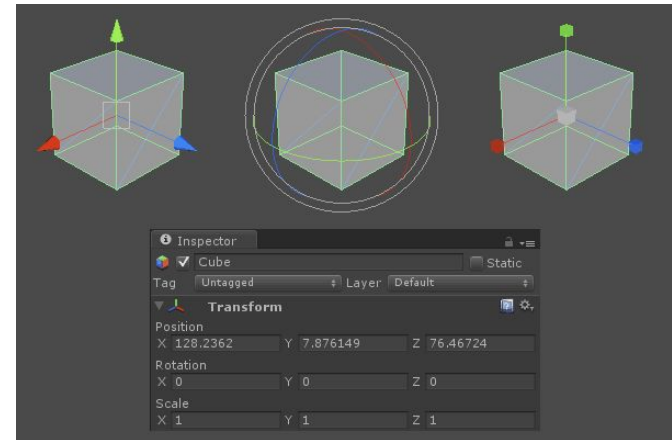 Inspector
Cube Static
Tag Untagged Layer Default
Transform
Position
X 128.2362 Y 7.876149 Z 76.46724
Rotation
X 0 Y 0 Z 0
Scale
X 1 Y 1 Z 1